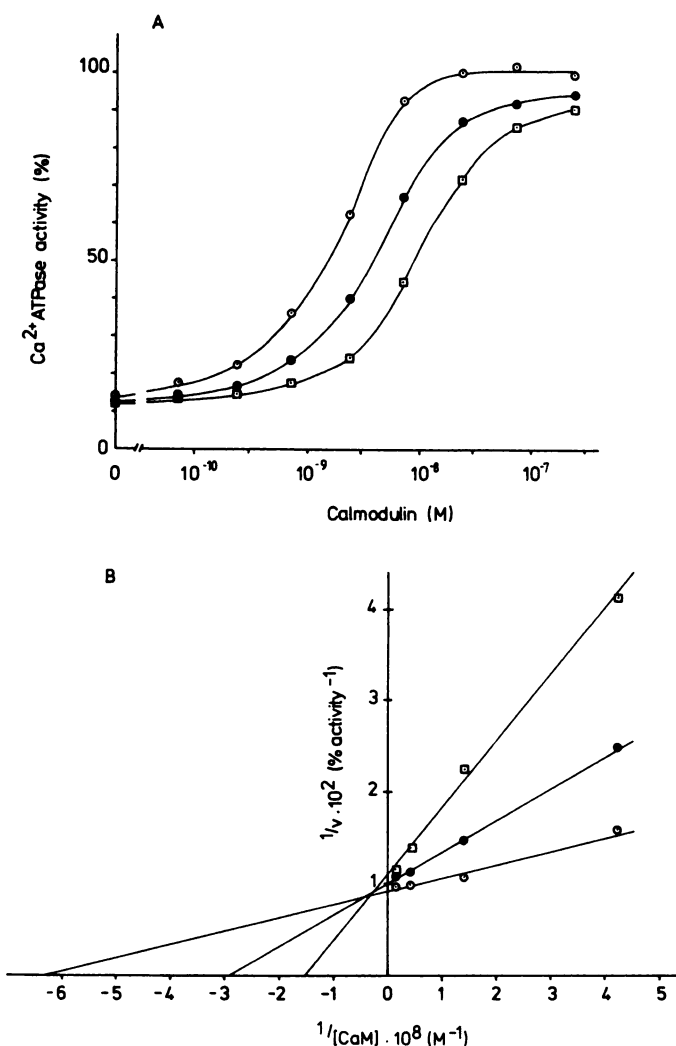 A
100
50
0
Ca²⁺ATPase activity (%)
0
10⁻¹⁰
10⁻⁹
10⁻⁸
10⁻⁷
Calmodulin (M)
B
4
3
2
1
¹/v . 10² (% activity⁻¹)
-6 -5 -4 -3 -2 -1 0 1 2 3 4 5
¹/[CaM] . 10⁸ (M⁻¹)